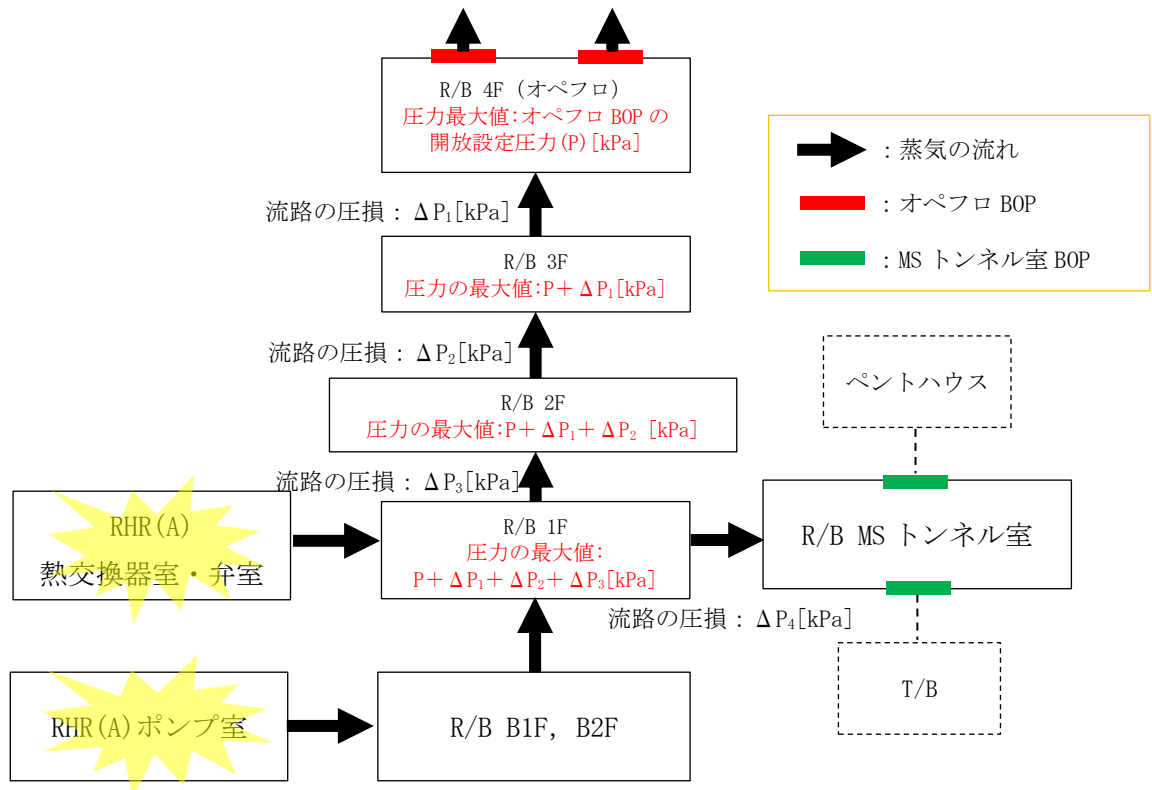 R/B 4F (オペフロ)
圧力最大値:オペフロ BOP の
開放設定圧力(P)[kPa]
流路の圧損：ΔP₁[kPa]
R/B 3F
圧力の最大値:P＋ΔP₁[kPa]
流路の圧損：ΔP₂[kPa]
R/B 2F
圧力の最大値:P＋ΔP₁＋ΔP₂ [kPa]
流路の圧損：ΔP₃[kPa]
RHR(A)
熱交換器室・弁室
R/B 1F
圧力の最大値:
P＋ΔP₁＋ΔP₂＋ΔP₃[kPa]
流路の圧損：ΔP₄[kPa]
RHR(A)ポンプ室
R/B B1F, B2F
：蒸気の流れ
：オペフロ BOP
：MS トンネル室 BOP
ペントハウス
R/B MS トンネル室
T/B